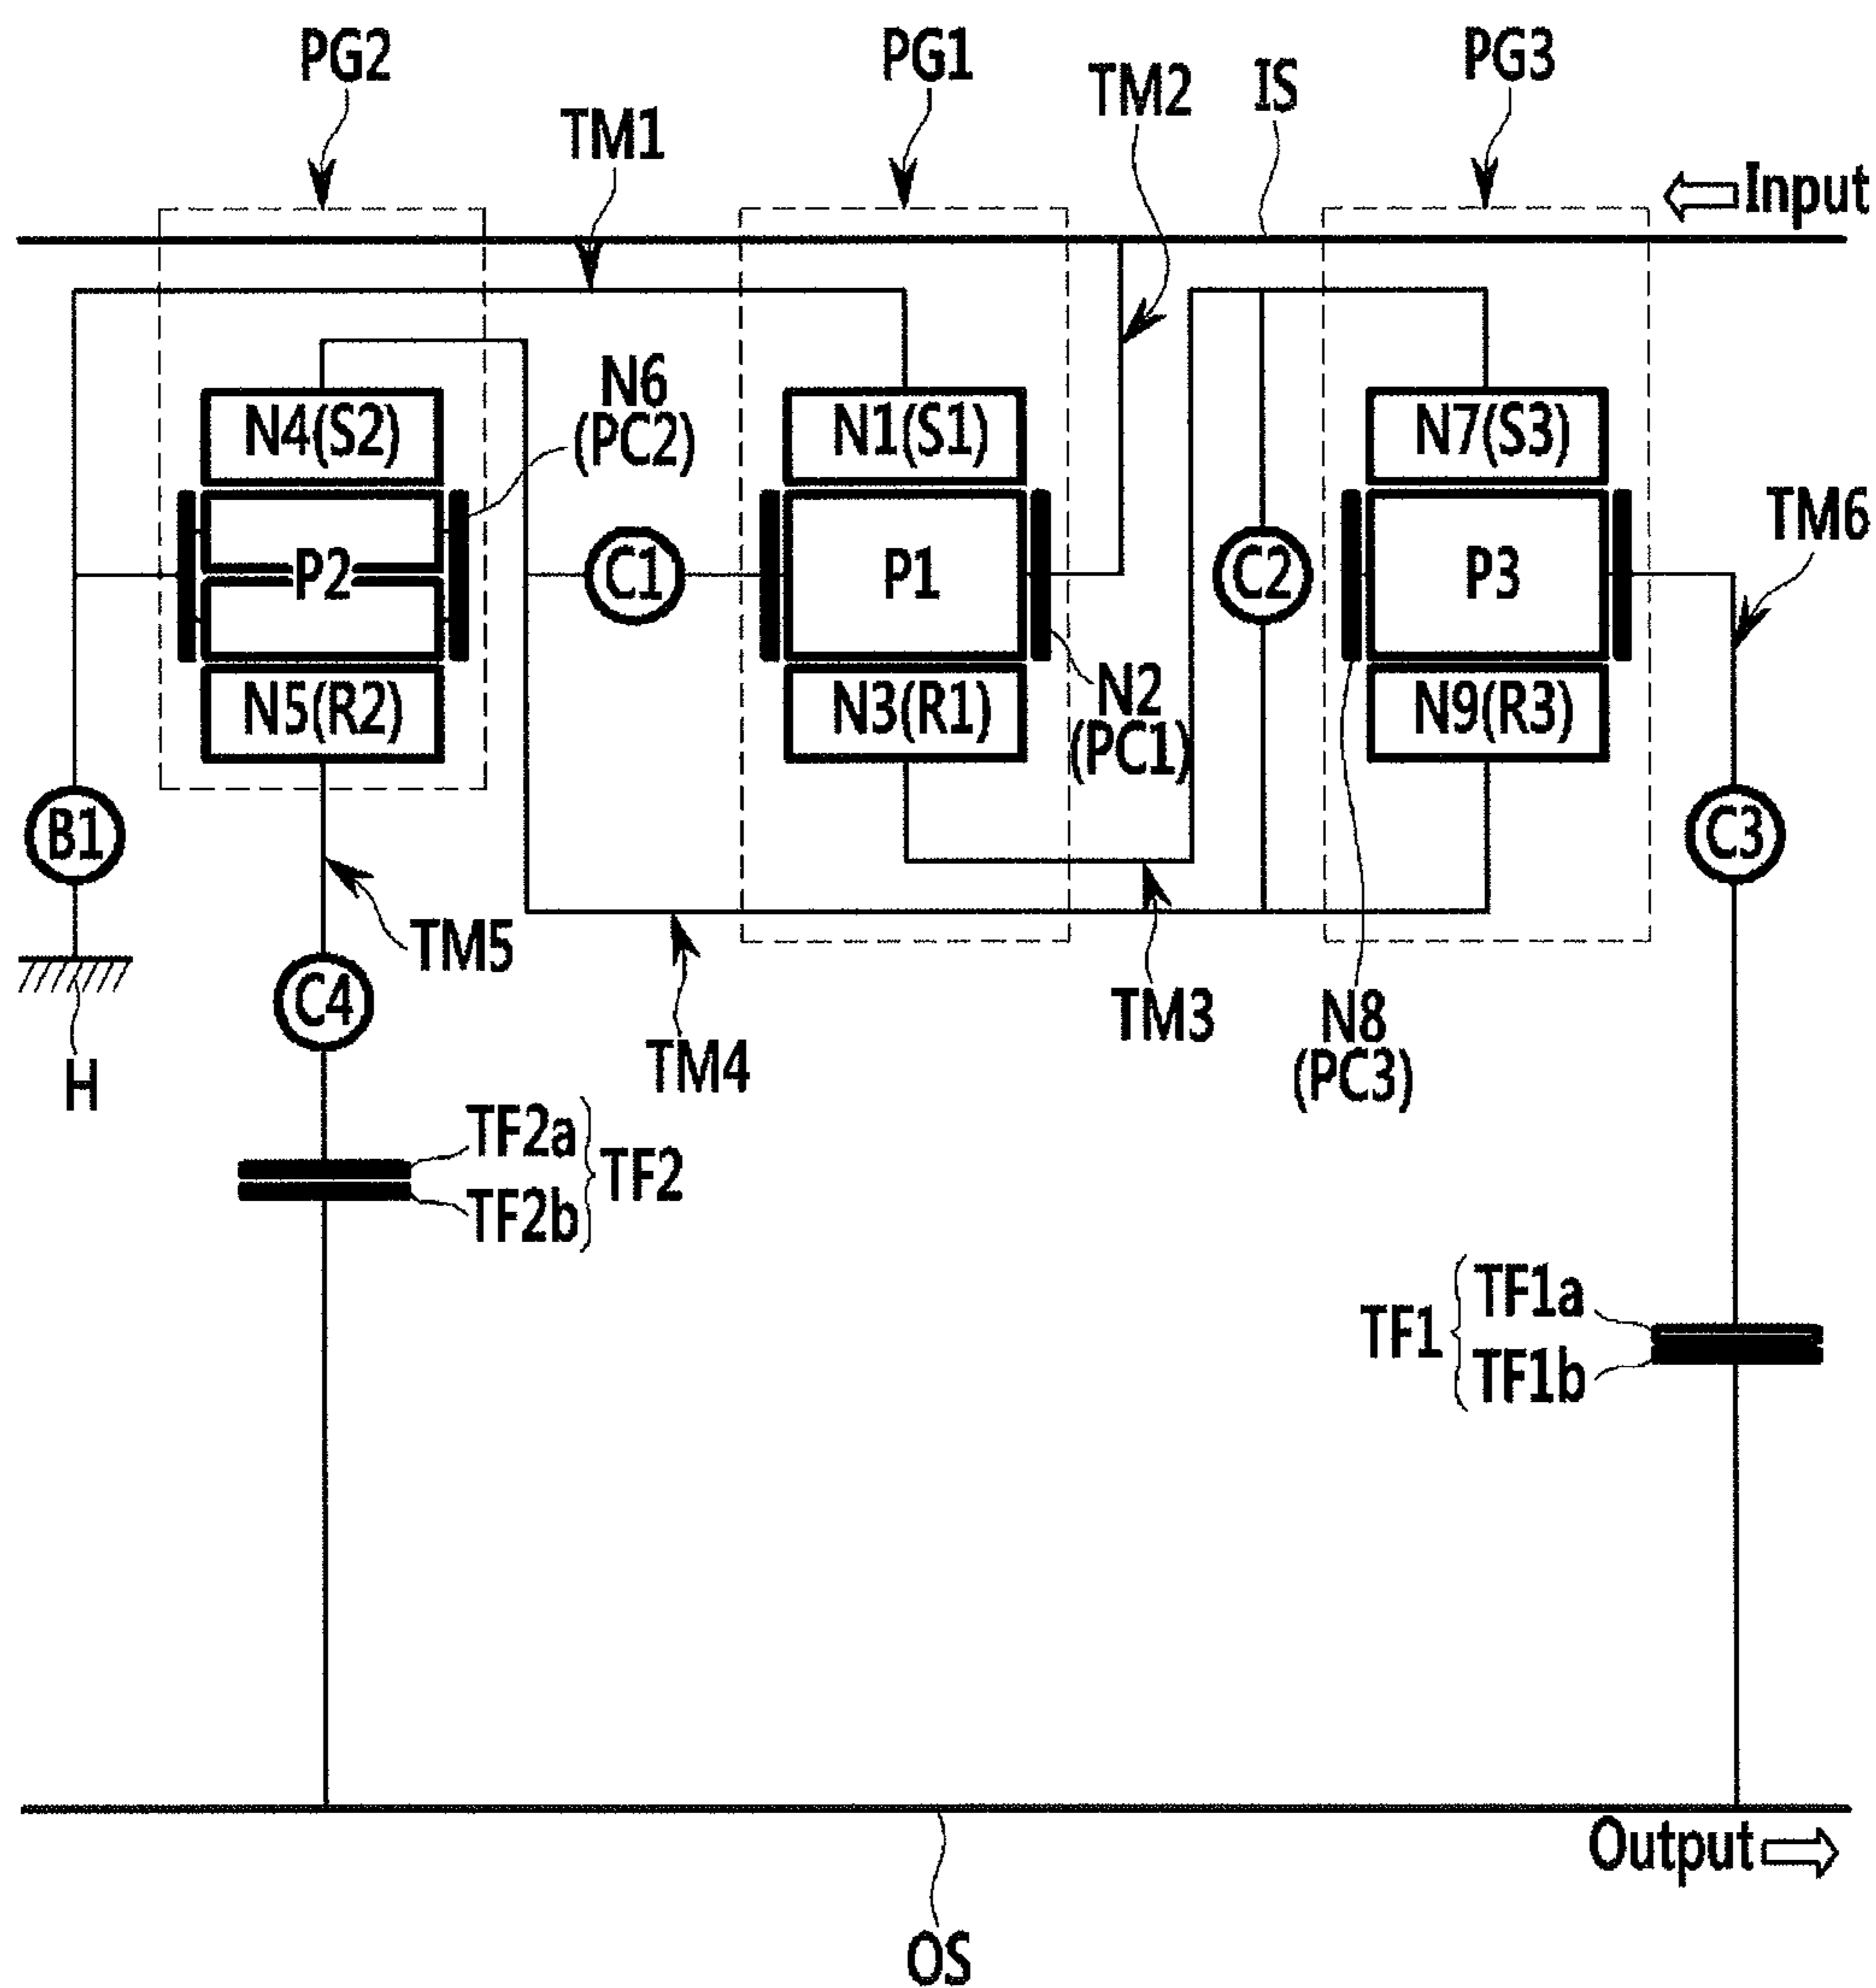 PG2
PG1
PG3
TM1
TM2
IS
Input
N6
(PC2)
N4(S2)
N1(S1)
N7(S3)
TM6
P2
C1
P1
C2
P3
N5(R2)
N3(R1)
N2
(PC1)
N9(R3)
B1
C3
TM5
C4
TM3
N8
(PC3)
TM4
H
TF2a
TF2
TF2b
TF1a
TF1
TF1b
Output
OS